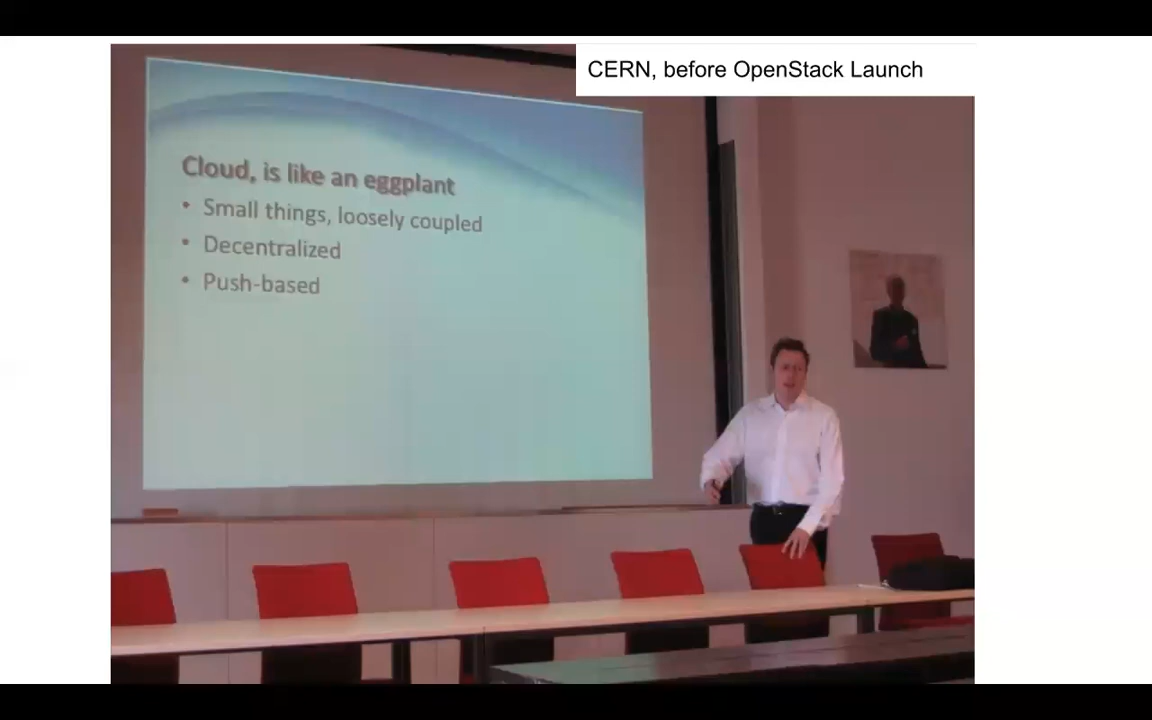 CERN, before OpenStack Launch
Cloud, is like an eggplant
• Small things, loosely coupled
• Decentralized
• Push-based